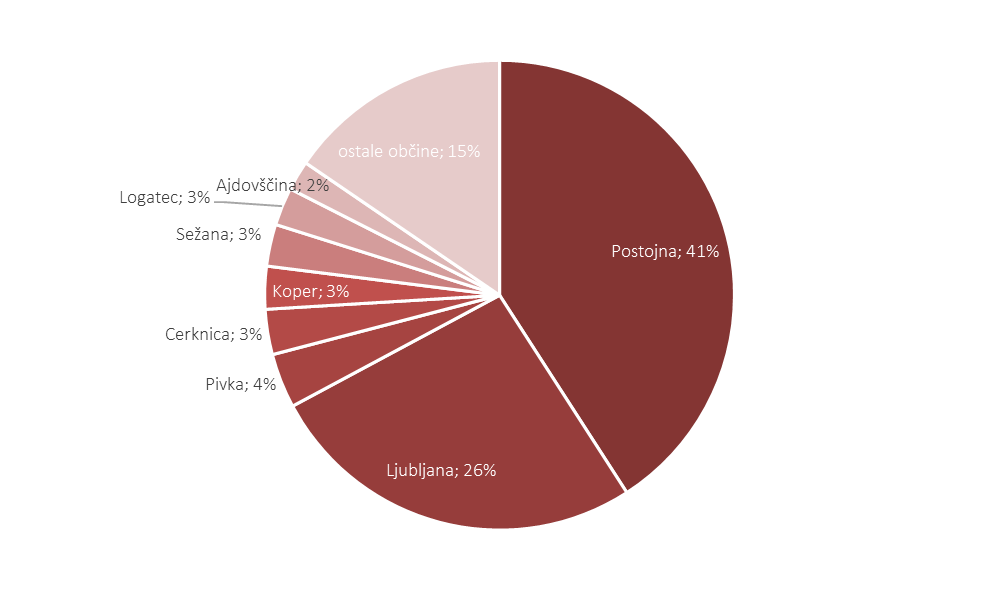 ostale občine; 15%
Ajdovščina; 2%
Logatec; 3%
Sežana; 3%
Postojna; 41%
Koper; 3%
Cerknica; 3%
Pivka; 4%
Ljubljana; 26%